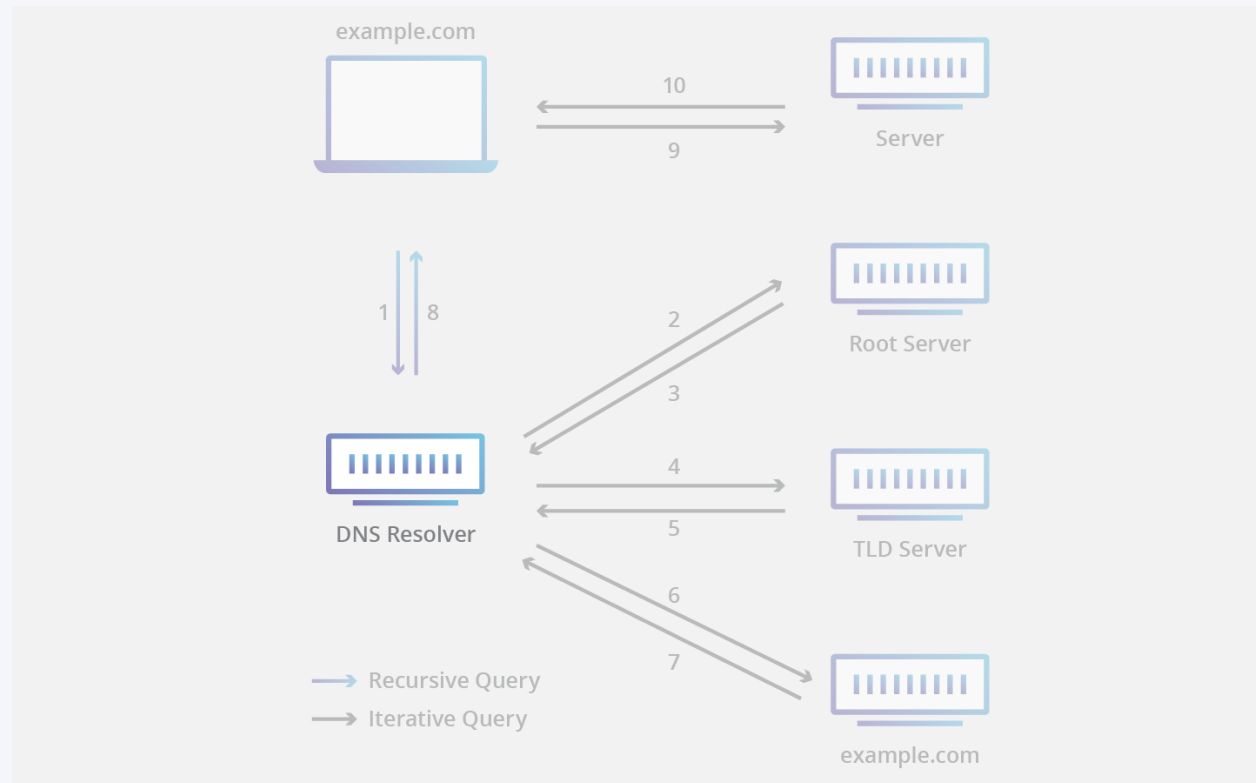 example.com
10
9
Server
1
8
2
3
Root Server
DNS Resolver
4
5
TLD Server
6
7
Recursive Query
Iterative Query
example.com